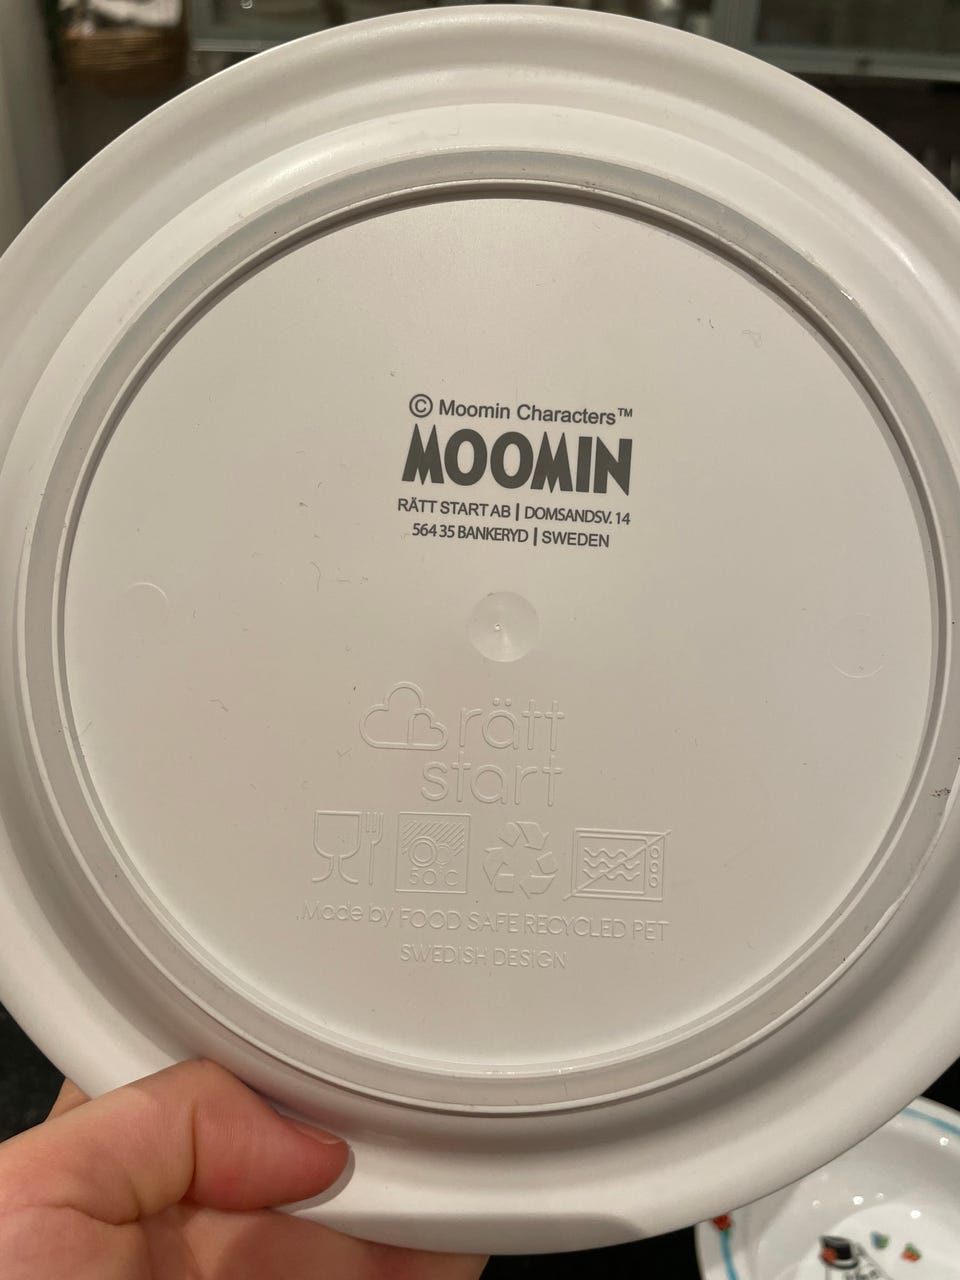 © Moomin Characters™
MOOMIN
RÄTT START AB | DOMSANDSV. 14
564 35 BANKERYD | SWEDEN
rätt
start
50°C
Made by FOOD SAFE RECYCLED PET
SWEDISH DESIGN